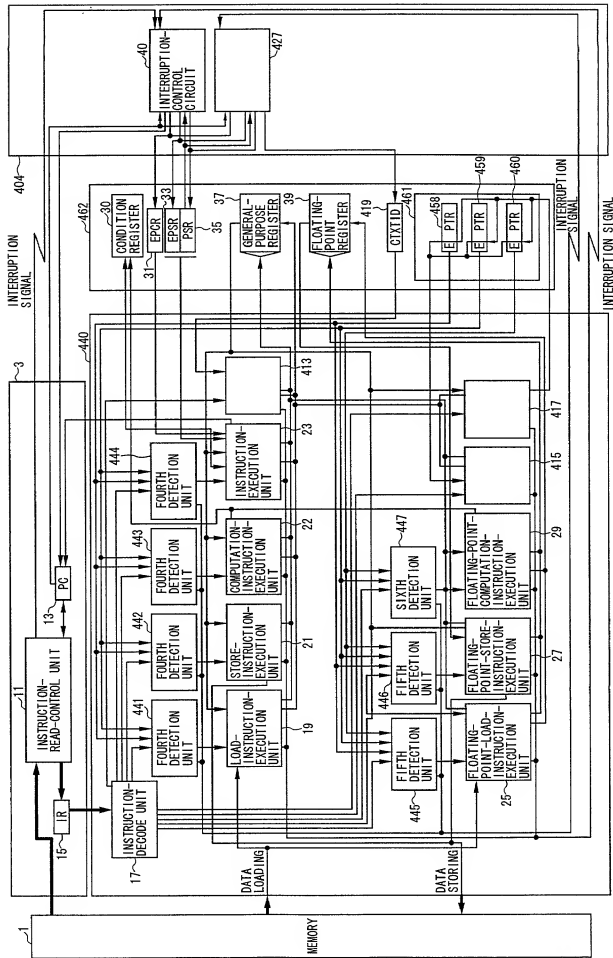 INTERRUPTION
SIGNAL
3
11
INSTRUCTION
READ-CONTROL UNIT
13
PC
15
IR
40
INTERRUPTION-
CONTROL
CIRCUIT
427
404
462
30
CONDITION
REGISTER
EPCR
31
33
EPSR
PSR
35
37
GENERAL-
PURPOSE
REGISTER
39
FLOATING-
POINT
REGISTER
419
CTXTID
461
458
E
PTR
459
E
PTR
460
E
PTR
INTERRUPTION
SIGNAL
INTERRUPTION SIGNAL
440
17
INSTRUCTION-
DECODE UNIT
441
FOURTH
DETECTION
UNIT
442
FOURTH
DETECTION
UNIT
443
FOURTH
DETECTION
UNIT
444
FOURTH
DETECTION
UNIT
LOAD-
INSTRUCTION-
EXECUTION
UNIT
19
STORE-
INSTRUCTION-
EXECUTION
UNIT
21
COMPUTATION-
INSTRUCTION-
EXECUTION
UNIT
22
INSTRUCTION-
EXECUTION
UNIT
23
413
445
FIFTH
DETECTION
UNIT
446
FIFTH
DETECTION
UNIT
447
SIXTH
DETECTION
UNIT
FLOATING-
POINT-LOAD-
INSTRUCTION-
EXECUTION
UNIT
25
FLOATING-
POINT-STORE-
INSTRUCTION-
EXECUTION
UNIT
27
FLOATING-POINT-
COMPUTATION-
INSTRUCTION-
EXECUTION
UNIT
29
415
417
DATA
LOADING
DATA
STORING
1
MEMORY